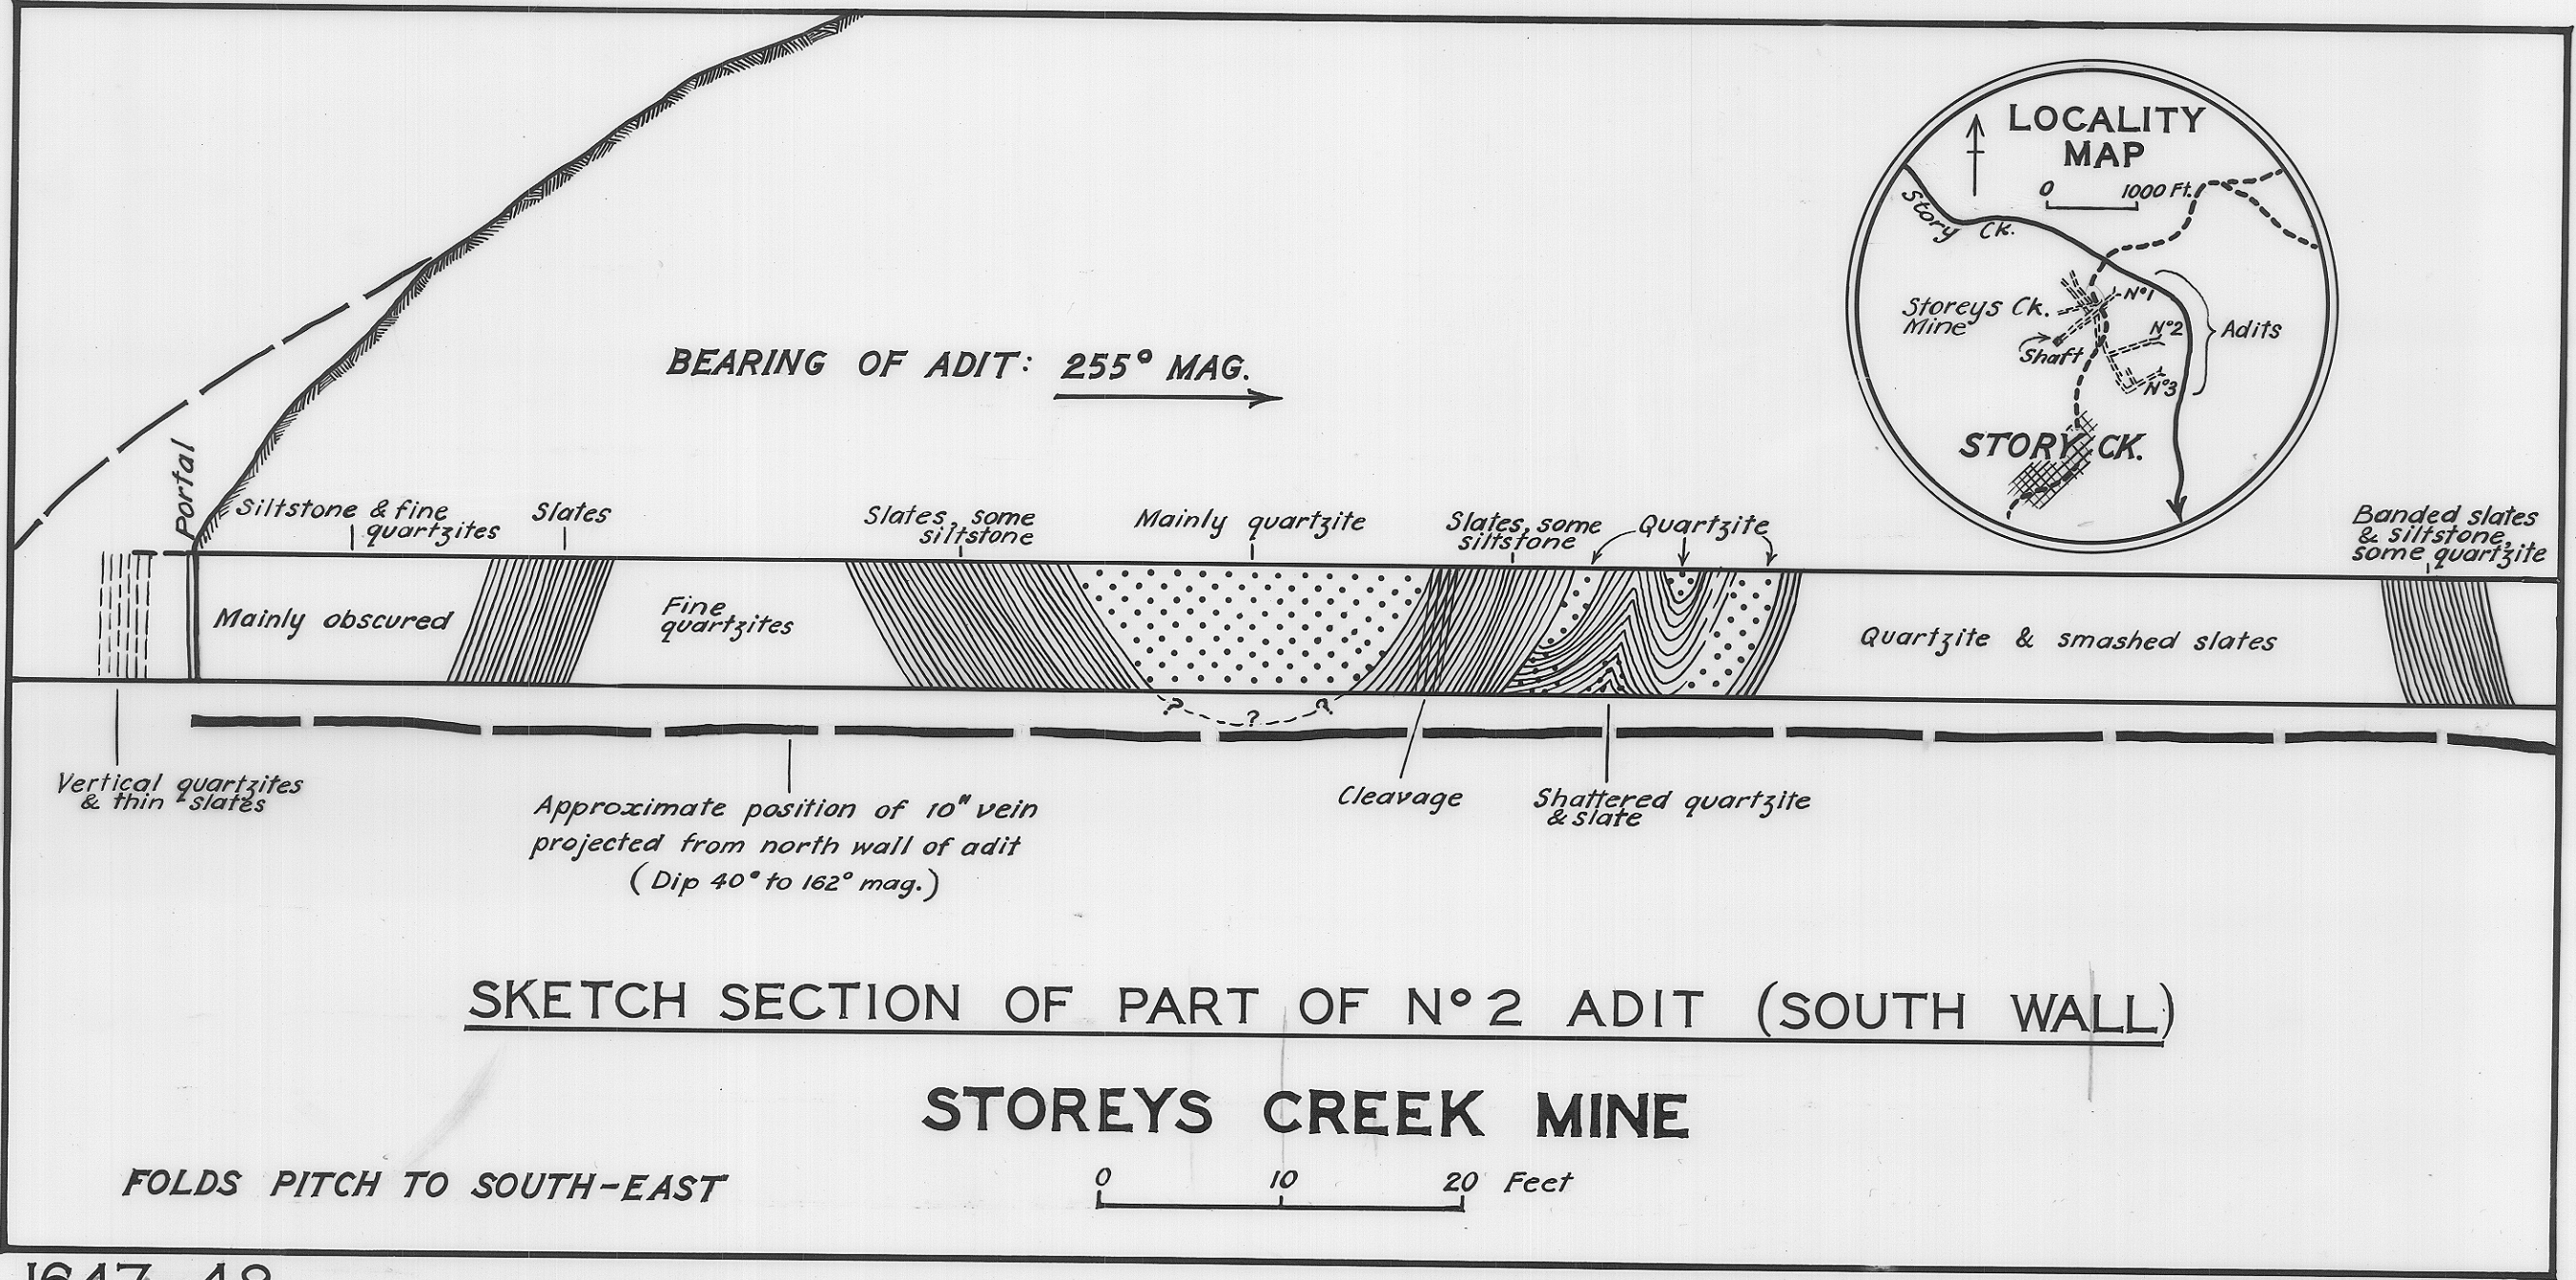 LOCALITY
MAP
0 1000 Ft.
Story Ck.
Storeys Ck.
Mine
Shaft
Nº1
Nº2
Nº3
Adits
STORY CK.
BEARING OF ADIT: 255° MAG.
Portal
Siltstone & fine
quartzites
Slates
Slates, some
siltstone
Mainly quartzite
Slates, some
siltstone
Quartzite
Banded slates
& siltstone,
some quartzite
Mainly obscured
Fine
quartzites
Quartzite & smashed slates
? ? ?
Vertical quartzites
& thin slates
Approximate position of 10" vein
projected from north wall of adit
(Dip 40° to 162° mag.)
Cleavage
Shattered quartzite
& slate
SKETCH SECTION OF PART OF Nº 2 ADIT (SOUTH WALL)
STOREYS CREEK MINE
FOLDS PITCH TO SOUTH-EAST
0 10 20 Feet